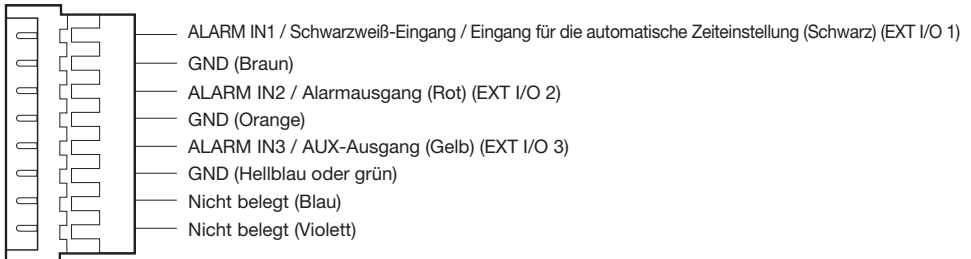 ALARM IN1 / Schwarzweiß-Eingang / Eingang für die automatische Zeiteinstellung (Schwarz) (EXT I/O 1)
GND (Braun)
ALARM IN2 / Alarmausgang (Rot) (EXT I/O 2)
GND (Orange)
ALARM IN3 / AUX-Ausgang (Gelb) (EXT I/O 3)
GND (Hellblau oder grün)
Nicht belegt (Blau)
Nicht belegt (Violett)